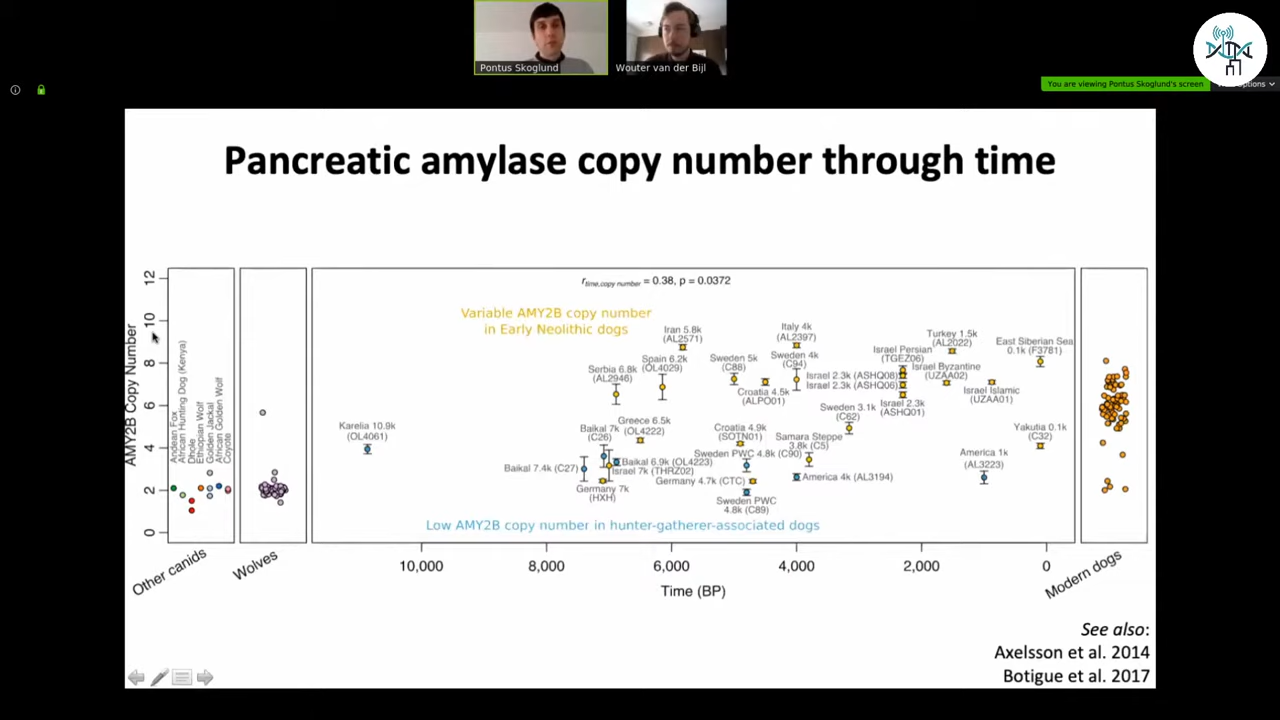 Pontus Skoglund
Wouter van der Bijl
You are viewing Pontus Skoglund's screen
Options
Pancreatic amylase copy number through time
AMY2B Copy Number
12
10
8
6
4
2
0
Andean Fox
African Hunting Dog (Kenya)
Dhole
Ethiopian Wolf
Golden Jackal
African Golden Wolf
Coyote
Other canids
Wolves
r time,copy number = 0.38, p = 0.0372
Variable AMY2B copy number
in Early Neolithic dogs
Iran 5.8k
(AL2571)
Italy 4k
(AL2397)
Turkey 1.5k
(AL2022)
East Siberian Sea
0.1k (F3781)
Spain 6.2k
(OL4029)
Sweden 5k
(C88)
Sweden 4k
(C94)
Israel Persian
(TGEZ06)
Serbia 6.8k
(AL2946)
Israel 2.3k (ASHQ08)
Israel 2.3k (ASHQ06)
Israel Byzantine
(UZAA02)
Croatia 4.5k
(ALPO01)
Israel Islamic
(UZAA01)
Israel 2.3k
(ASHQ01)
Sweden 3.1k
(C62)
Karelia 10.9k
(OL4061)
Baikal 7k
(C26)
Greece 6.5k
(OL4222)
Croatia 4.9k
(SOTN01)
Samara Steppe
3.8k (C5)
Yakutia 0.1k
(C32)
Sweden PWC 4.8k (C90)
America 1k
(AL3223)
Baikal 7.4k (C27)
Baikal 6.9k (OL4223)
Israel 7k (THRZ02)
Germany 4.7k (CTC)
America 4k (AL3194)
Germany 7k
(HXH)
Sweden PWC
4.8k (C89)
Low AMY2B copy number in hunter-gatherer-associated dogs
10,000
8,000
6,000
4,000
2,000
0
Time (BP)
Modern dogs
See also:
Axelsson et al. 2014
Botigue et al. 2017